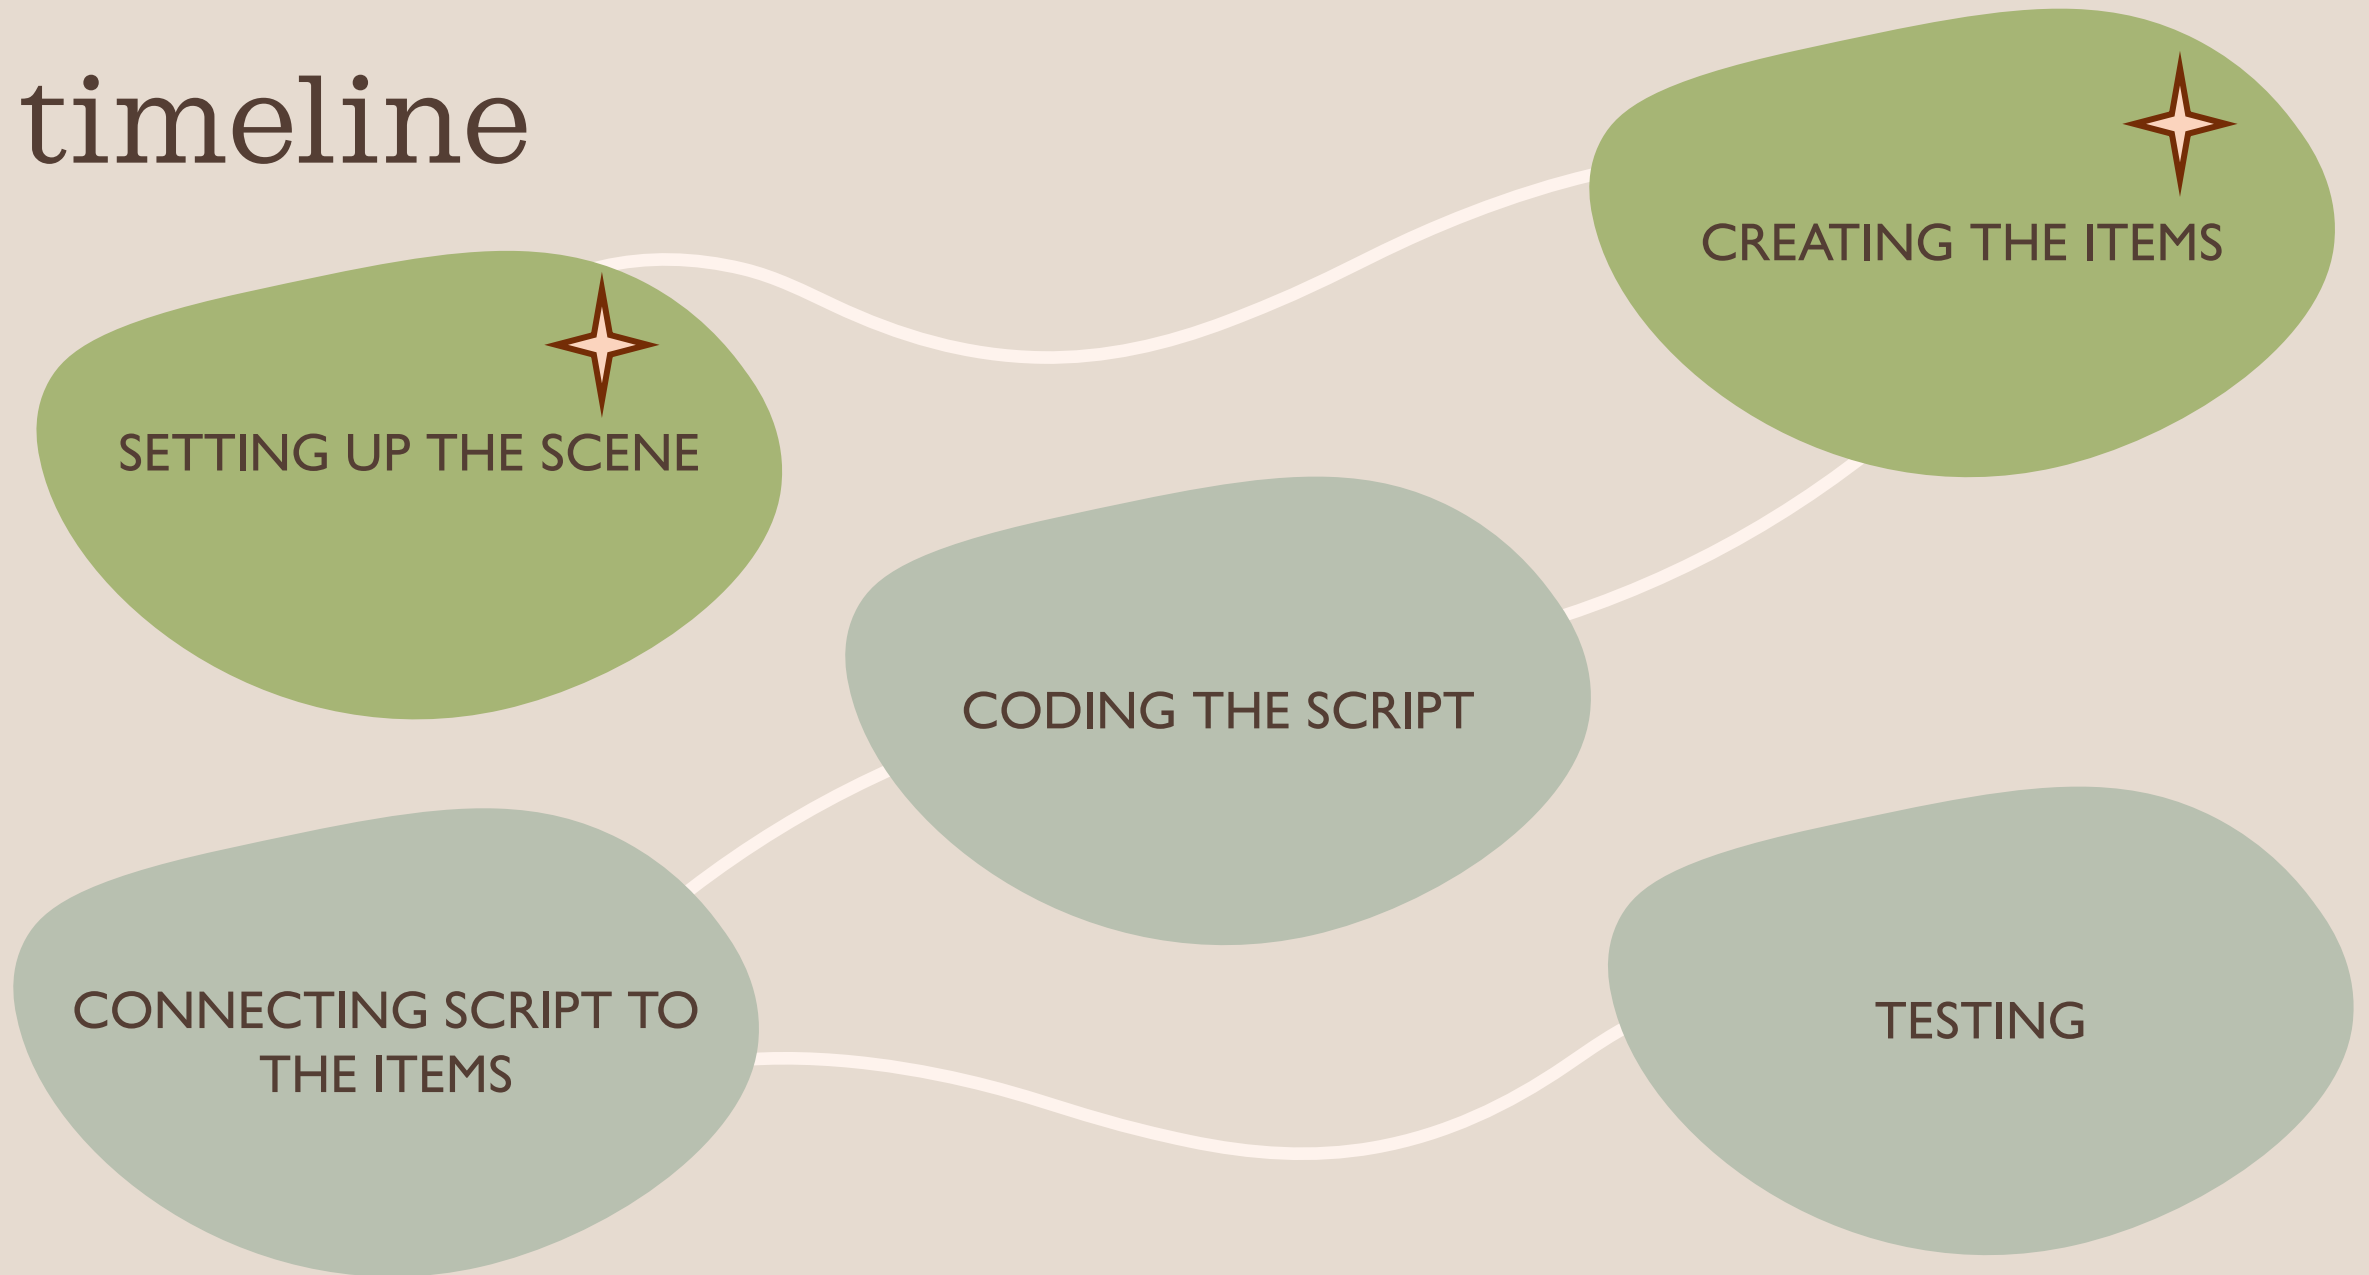 timeline
SETTING UP THE SCENE
CREATING THE ITEMS
CODING THE SCRIPT
CONNECTING SCRIPT TO
THE ITEMS
TESTING